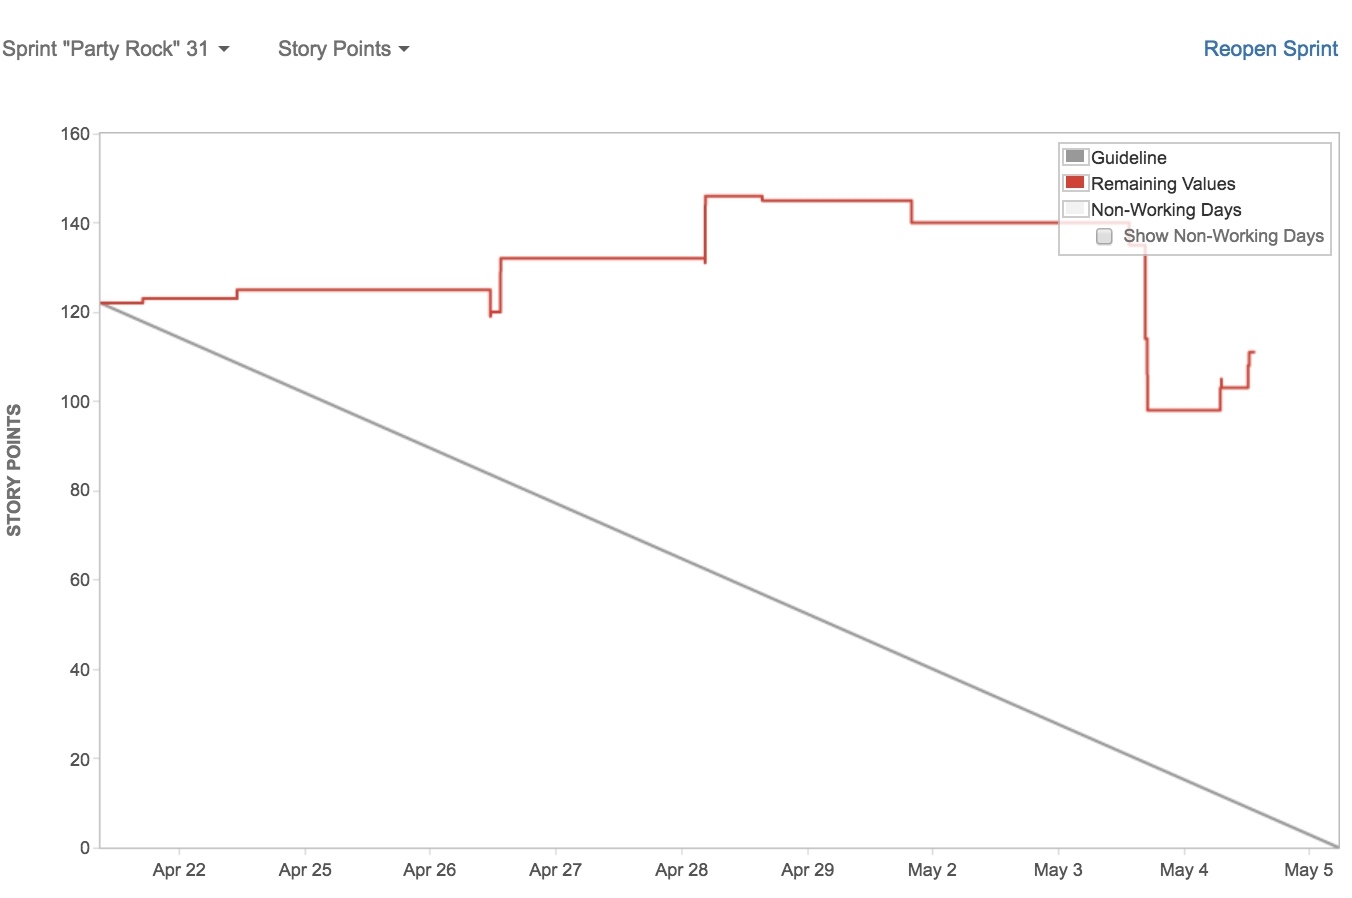 Sprint "Party Rock" 31 Story Points Reopen Sprint
160
140
120
100
80
60
40
20
0
STORY POINTS
Guideline
Remaining Values
Non-Working Days
Show Non-Working Days
Apr 22 Apr 25 Apr 26 Apr 27 Apr 28 Apr 29 May 2 May 3 May 4 May 5